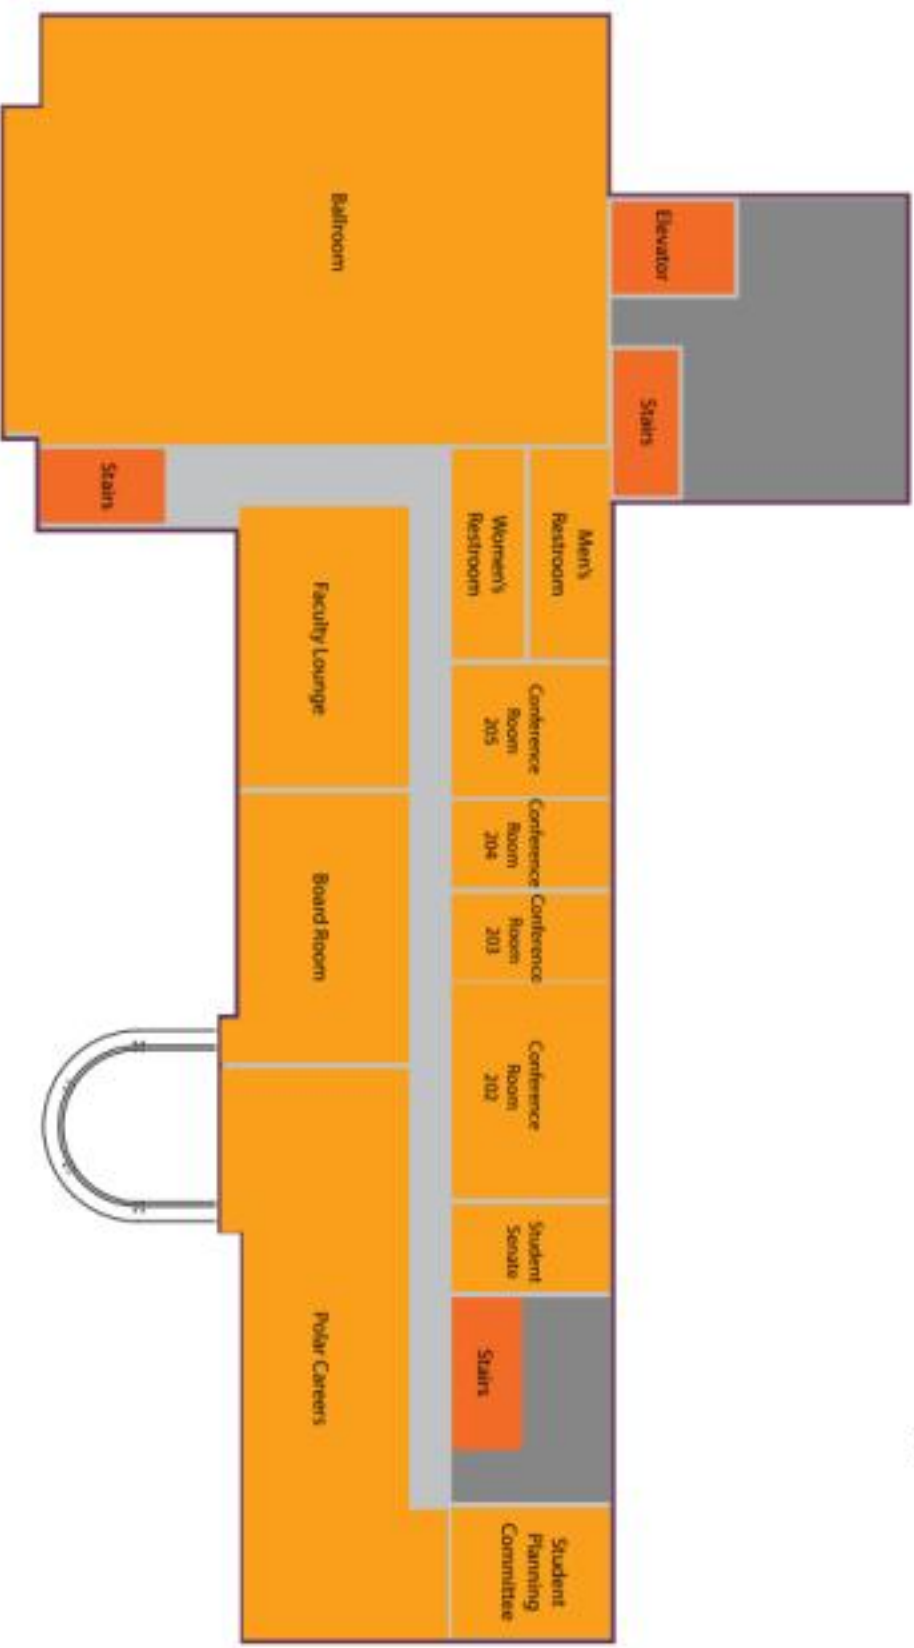 Ballroom
Elevator
Stairs
Stairs
Men's
Restroom
Women's
Restroom
Faculty Lounge
Conference
Room
205
Conference
Room
204
Conference
Room
203
Board Room
Conference
Room
202
Student
Senate
Stairs
Polar Careers
Student
Planning
Committee